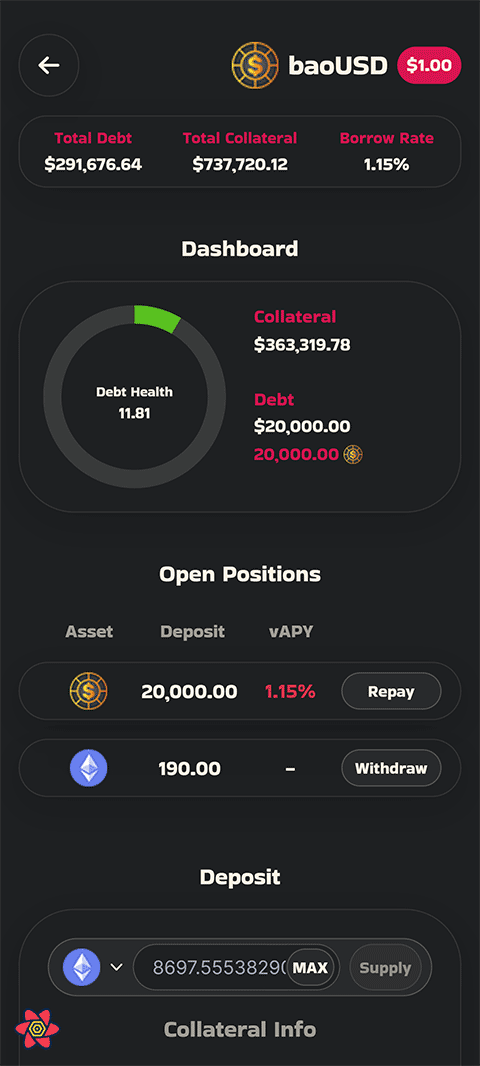 baoUSD $1.00
Total Debt Total Collateral Borrow Rate
$291,676.64 $737,720.12 1.15%
Dashboard
Debt Health
11.81
Collateral
$363,319.78
Debt
$20,000.00
20,000.00
Open Positions
Asset Deposit vAPY
20,000.00 1.15% Repay
190.00 – Withdraw
Deposit
8697.5553829 MAX Supply
Collateral Info